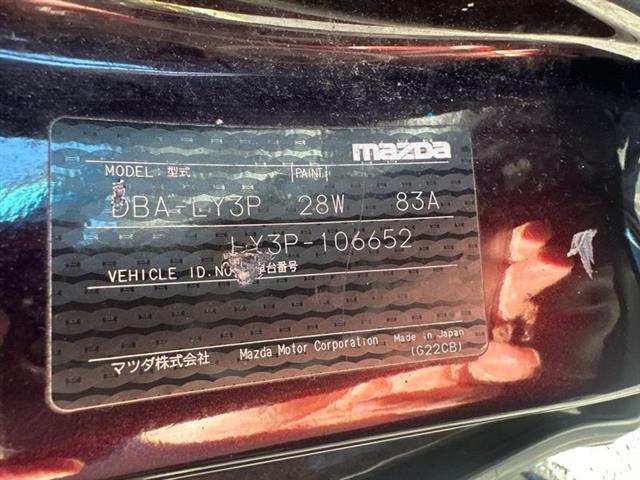 mazda
MODEL:型式 PAINT
DBA-LY3P 28W 83A
LY3P-106652
VEHICLE ID.NO. 車台番号
マツダ株式会社 Mazda Motor Corporation Made in Japan
(G22CB)